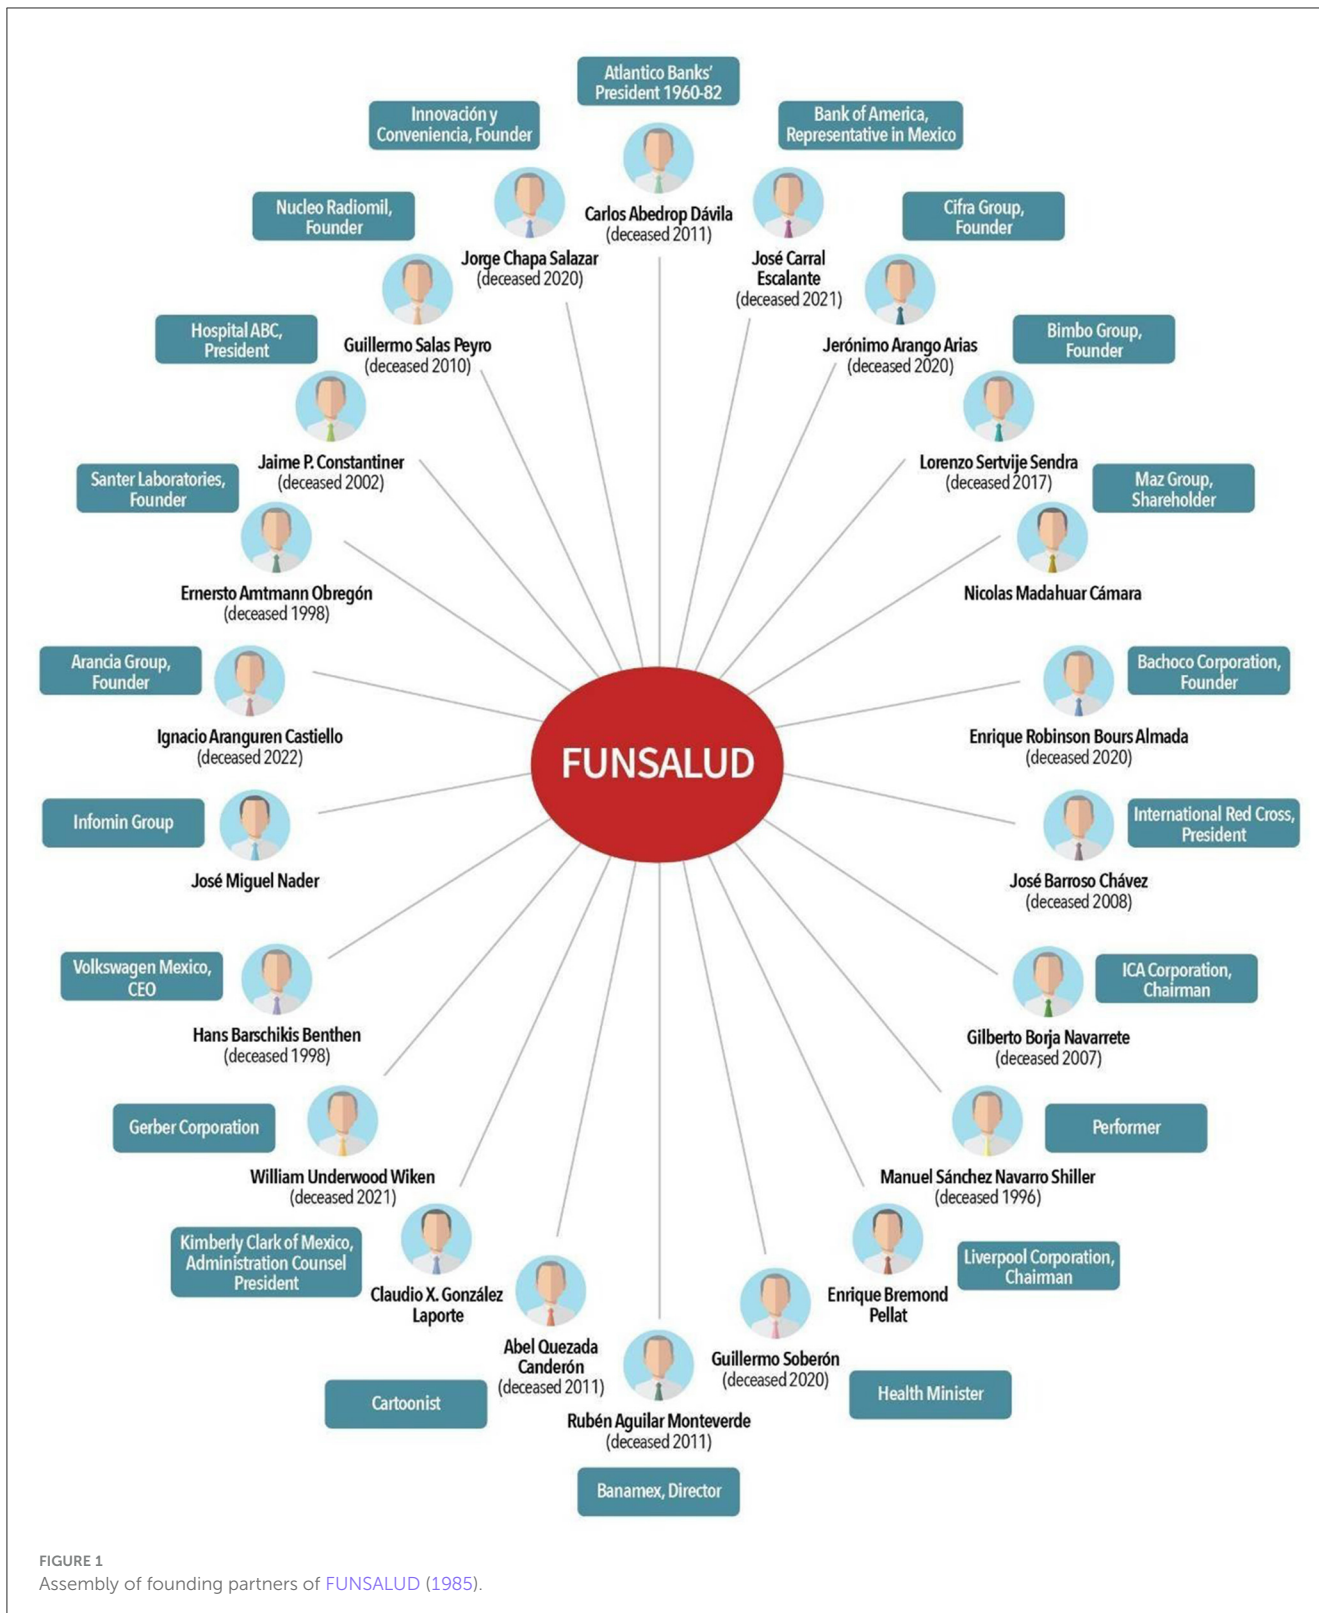 Atlantico Banks'
President 1960-82
Carlos Abedrop Dávila
(deceased 2011)
Bank of America,
Representative in Mexico
José Carral
Escalante
(deceased 2021)
Cifra Group,
Founder
Jerónimo Arango Arias
(deceased 2020)
Bimbo Group,
Founder
Lorenzo Sertvije Sendra
(deceased 2017)
Maz Group,
Shareholder
Nicolas Madahuar Cámara
Bachoco Corporation,
Founder
Enrique Robinson Bours Almada
(deceased 2020)
International Red Cross,
President
José Barroso Chávez
(deceased 2008)
ICA Corporation,
Chairman
Gilberto Borja Navarrete
(deceased 2007)
Performer
Manuel Sánchez Navarro Shiller
(deceased 1996)
Liverpool Corporation,
Chairman
Enrique Bremond
Pellat
Health Minister
Guillermo Soberón
(deceased 2020)
Rubén Aguilar Monteverde
(deceased 2011)
Banamex, Director
Abel Quezada
Canderón
(deceased 2011)
Cartoonist
Kimberly Clark of Mexico,
Administration Counsel
President
Claudio X. González
Laporte
Gerber Corporation
William Underwood Wiken
(deceased 2021)
Volkswagen Mexico,
CEO
Hans Barschikis Benthen
(deceased 1998)
Infomin Group
José Miguel Nader
Arancia Group,
Founder
Ignacio Aranguren Castiello
(deceased 2022)
Santer Laboratories,
Founder
Ernersto Amtmann Obregón
(deceased 1998)
Hospital ABC,
President
Jaime P. Constantiner
(deceased 2002)
Nucleo Radiomil,
Founder
Guillermo Salas Peyro
(deceased 2010)
Innovación y
Conveniencia, Founder
Jorge Chapa Salazar
(deceased 2020)
FUNSALUD
FIGURE 1
Assembly of founding partners of FUNSALUD (1985).